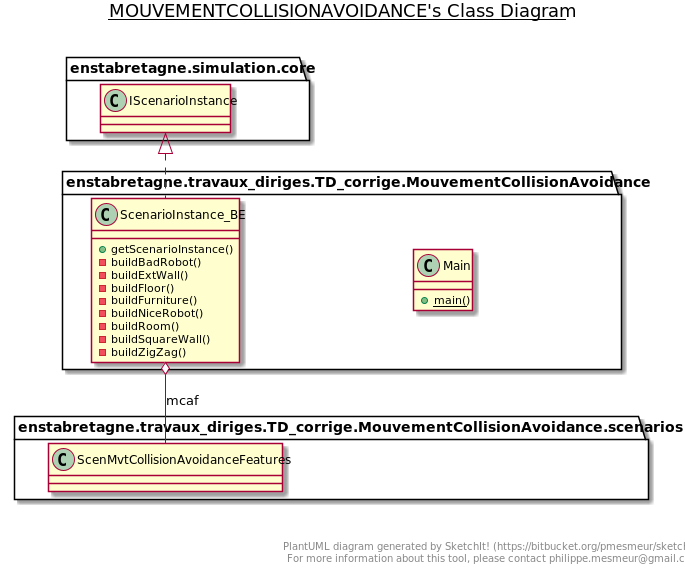 MOUVEMENTCOLLISIONAVOIDANCE's Class Diagram
enstabretagne.simulation.core
C IScenarioInstance
enstabretagne.travaux_diriges.TD_corrige.MouvementCollisionAvoidance
C ScenarioInstance_BE
getScenarioInstance()
buildBadRobot()
buildExtWall()
buildFloor()
buildFurniture()
buildNiceRobot()
buildRoom()
buildSquareWall()
buildZigZag()
C Main
main()
mcaf
enstabretagne.travaux_diriges.TD_corrige.MouvementCollisionAvoidance.scenarios
C ScenMvtCollisionAvoidanceFeatures
PlantUML diagram generated by SketchIt! (https://bitbucket.org/pmesmeur/sketch
For more information about this tool, please contact philippe.mesmeur@gmail.c